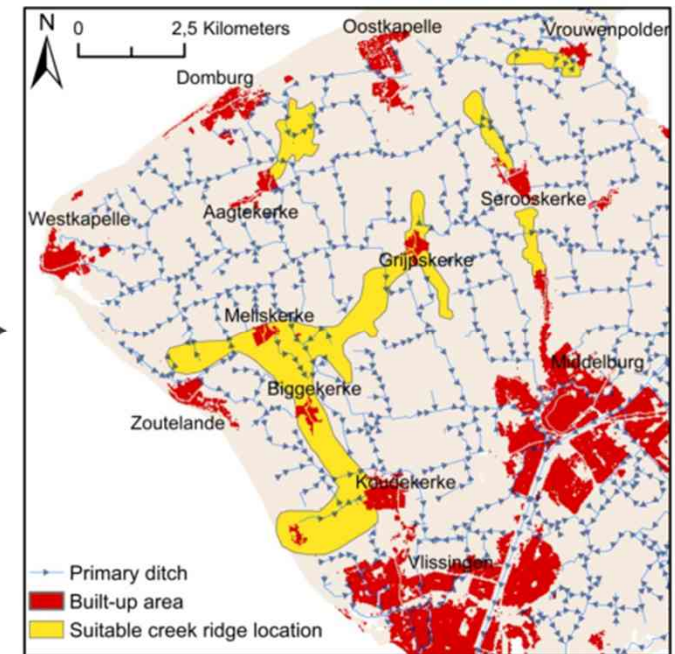 N
0 2,5 Kilometers
Oostkapelle
Vrouwenpolder
Domburg
Serooskerke
Aagtekerke
Westkapelle
Grijpskerke
Meliskerke
Middelburg
Biggekerke
Zoutelande
Koudekerke
Vlissingen
Primary ditch
Built-up area
Suitable creek ridge location